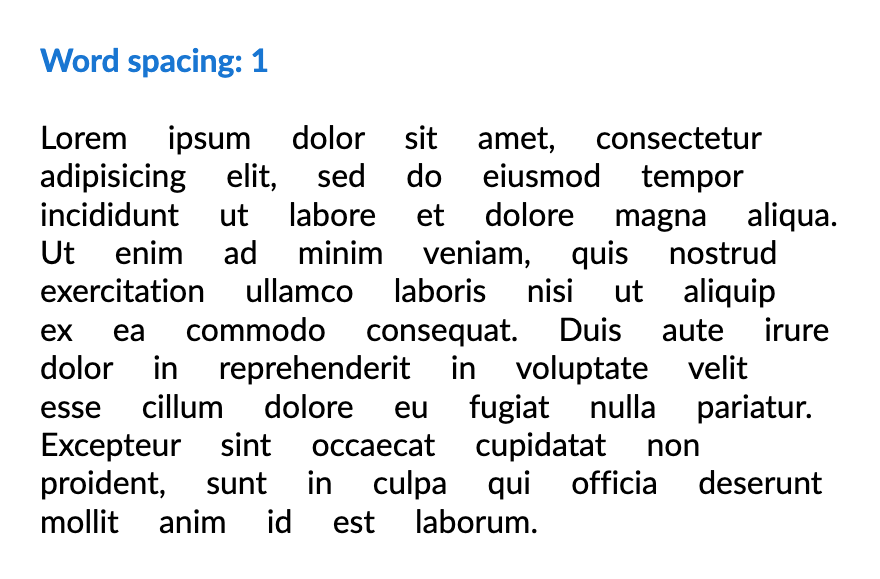 Word spacing: 1
Lorem ipsum dolor sit amet, consectetur
adipisicing elit, sed do eiusmod tempor
incididunt ut labore et dolore magna aliqua.
Ut enim ad minim veniam, quis nostrud
exercitation ullamco laboris nisi ut aliquip
ex ea commodo consequat. Duis aute irure
dolor in reprehenderit in voluptate velit
esse cillum dolore eu fugiat nulla pariatur.
Excepteur sint occaecat cupidatat non
proident, sunt in culpa qui officia deserunt
mollit anim id est laborum.